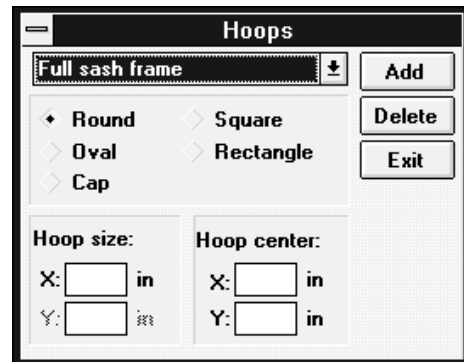 Hoops
Full sash frame
Add
Round Square
Delete
Oval Rectangle
Exit
Cap
Hoop size: Hoop center:
X: in X: in
Y: in Y: in